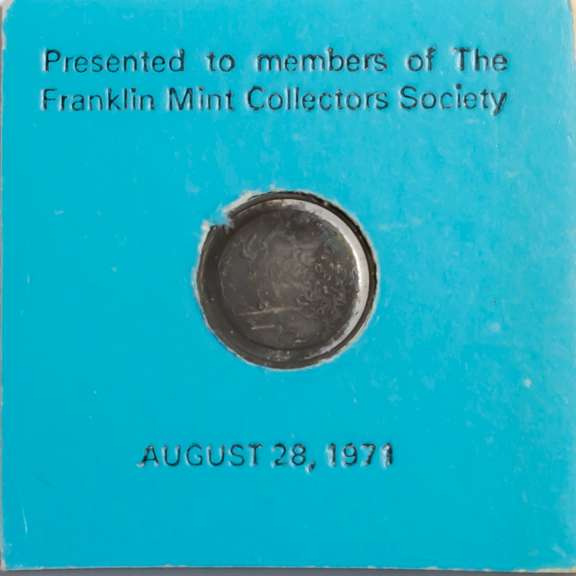 Presented to members of The
Franklin Mint Collectors Society
AUGUST 28, 1971